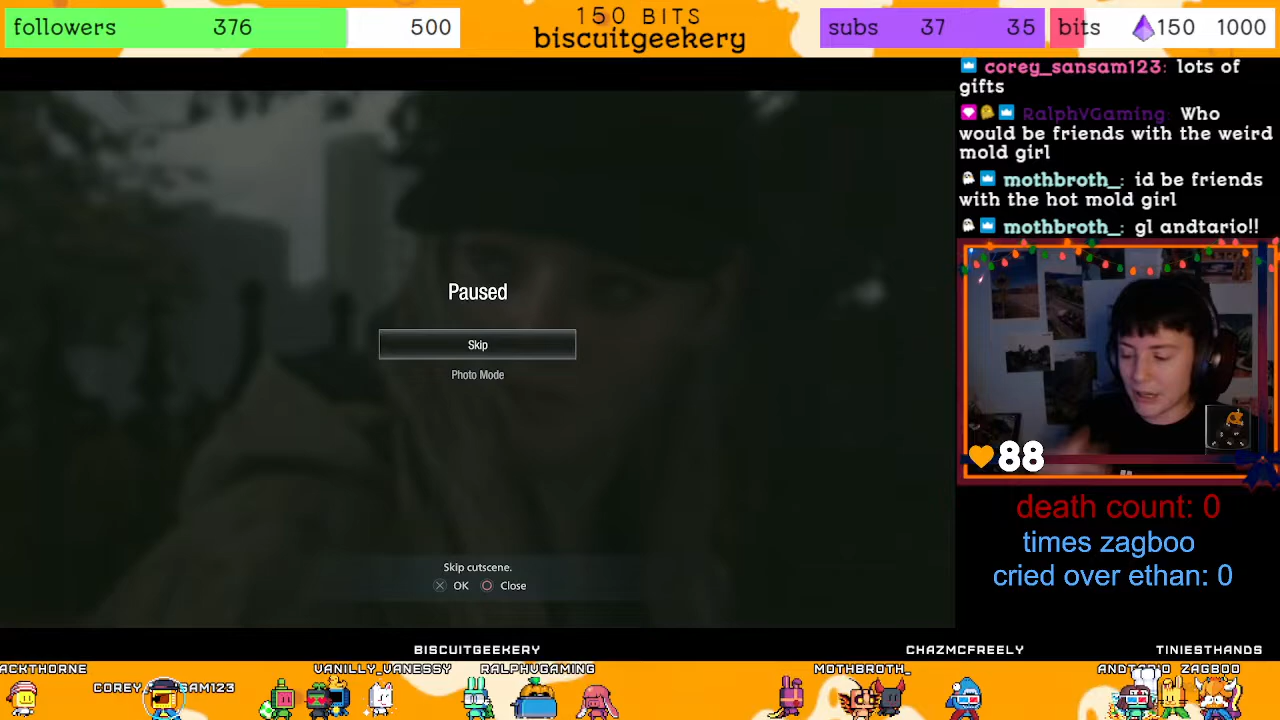 followers 376 500
150 BITS
biscuitgeekery
subs 37 35
bits 150 1000
corey_sansam123: lots of
gifts
RalphVGaming: Who
would be friends with the weird
mold girl
mothbroth_: id be friends
with the hot mold girl
mothbroth_: gl andtario!!
Paused
Skip
Photo Mode
Skip cutscene.
OK Close
88
death count: 0
times zagboo
cried over ethan: 0
BISCUITGEEKERY CHAZMCFREELY TINIESTHANDS
ACKTHORNE VANILLY_VANESSY RALPHVGAMING MOTHBROTH_ ZAGBOO
COREY_SANSAM123